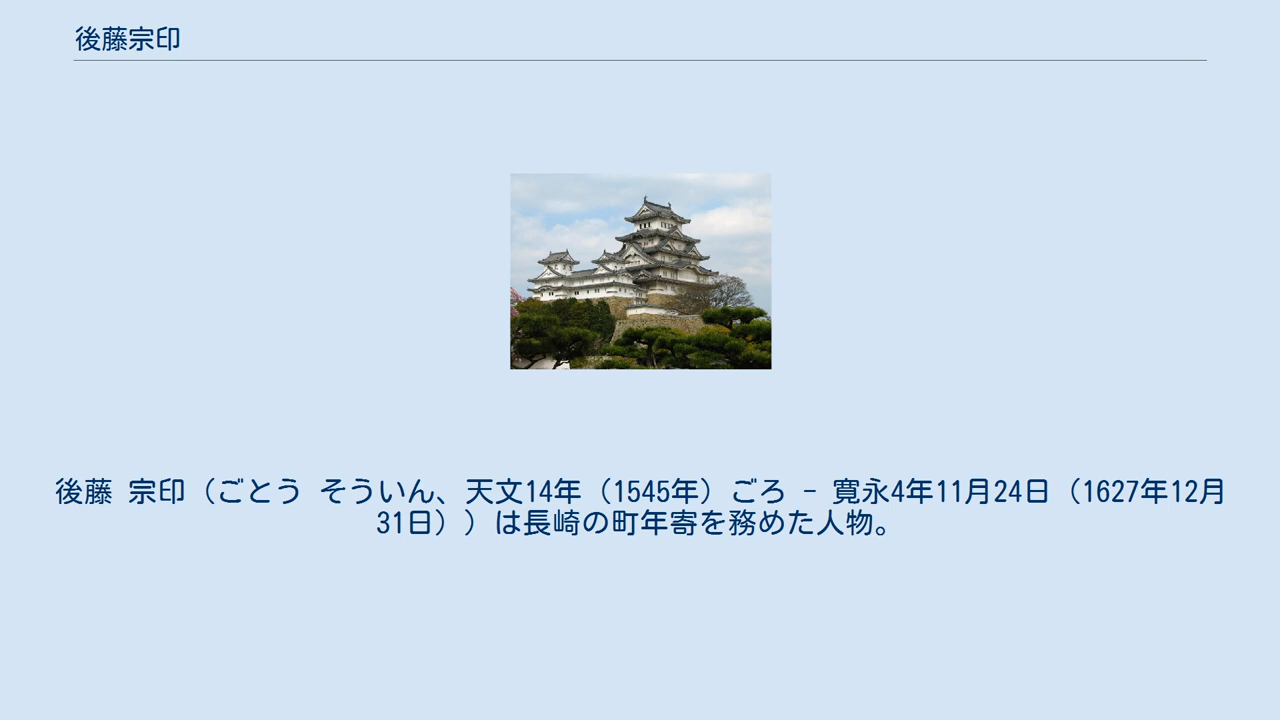 後藤宗印
後藤 宗印（ごとう そういん、天文14年（1545年）ごろ - 寛永4年11月24日（1627年12月
31日））は長崎の町年寄を務めた人物。